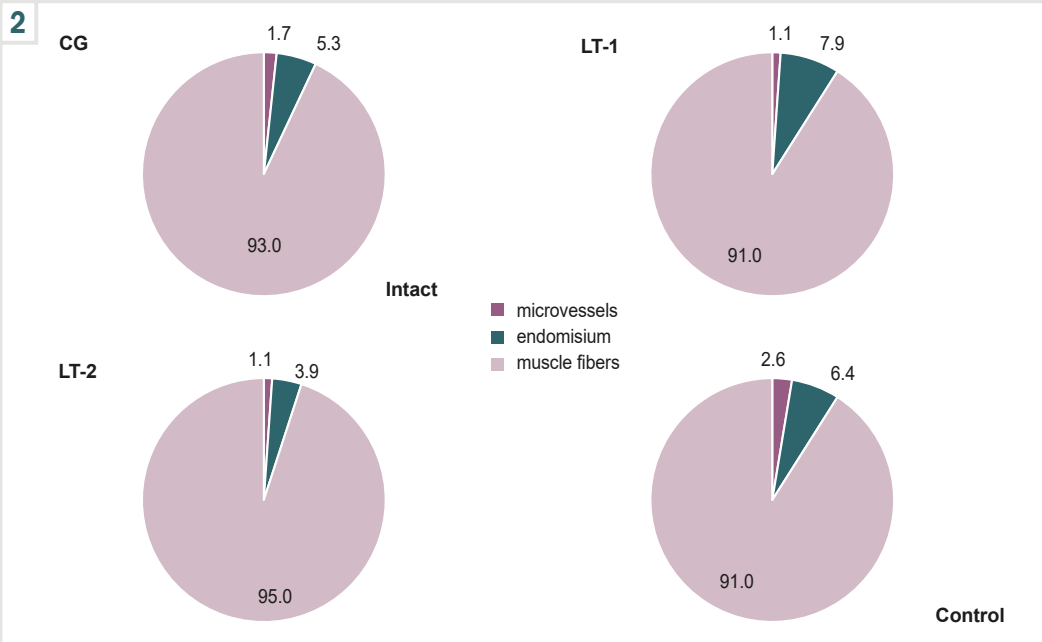 2
CG
1.7
5.3
93.0
Intact
LT-1
1.1
7.9
91.0
microvessels
endomisium
muscle fibers
LT-2
1.1
3.9
95.0
2.6
6.4
91.0
Control